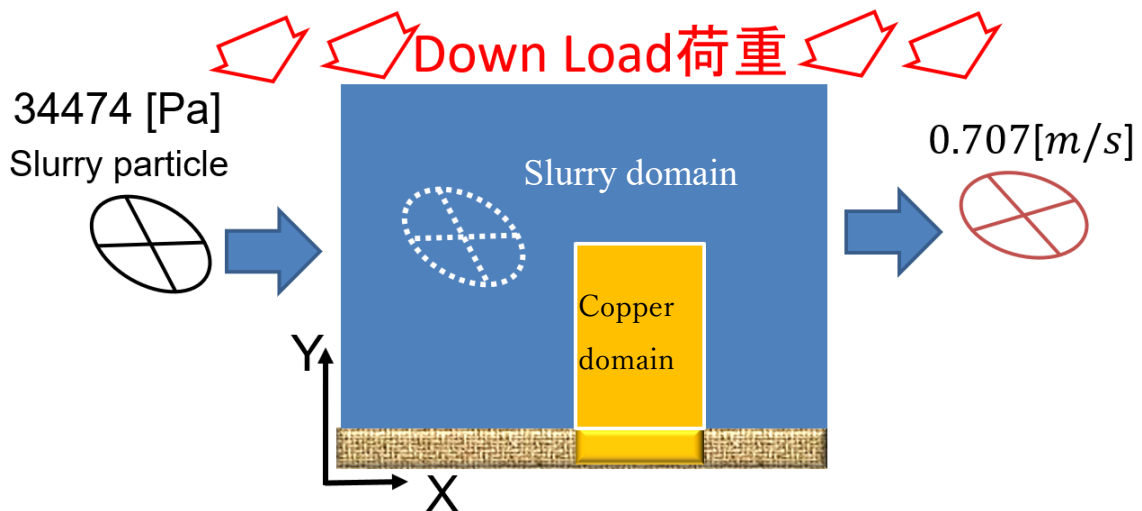 Down Load荷重
34474 [Pa]
Slurry particle
0.707[m/s]
Slurry domain
Copper
domain
Y
X